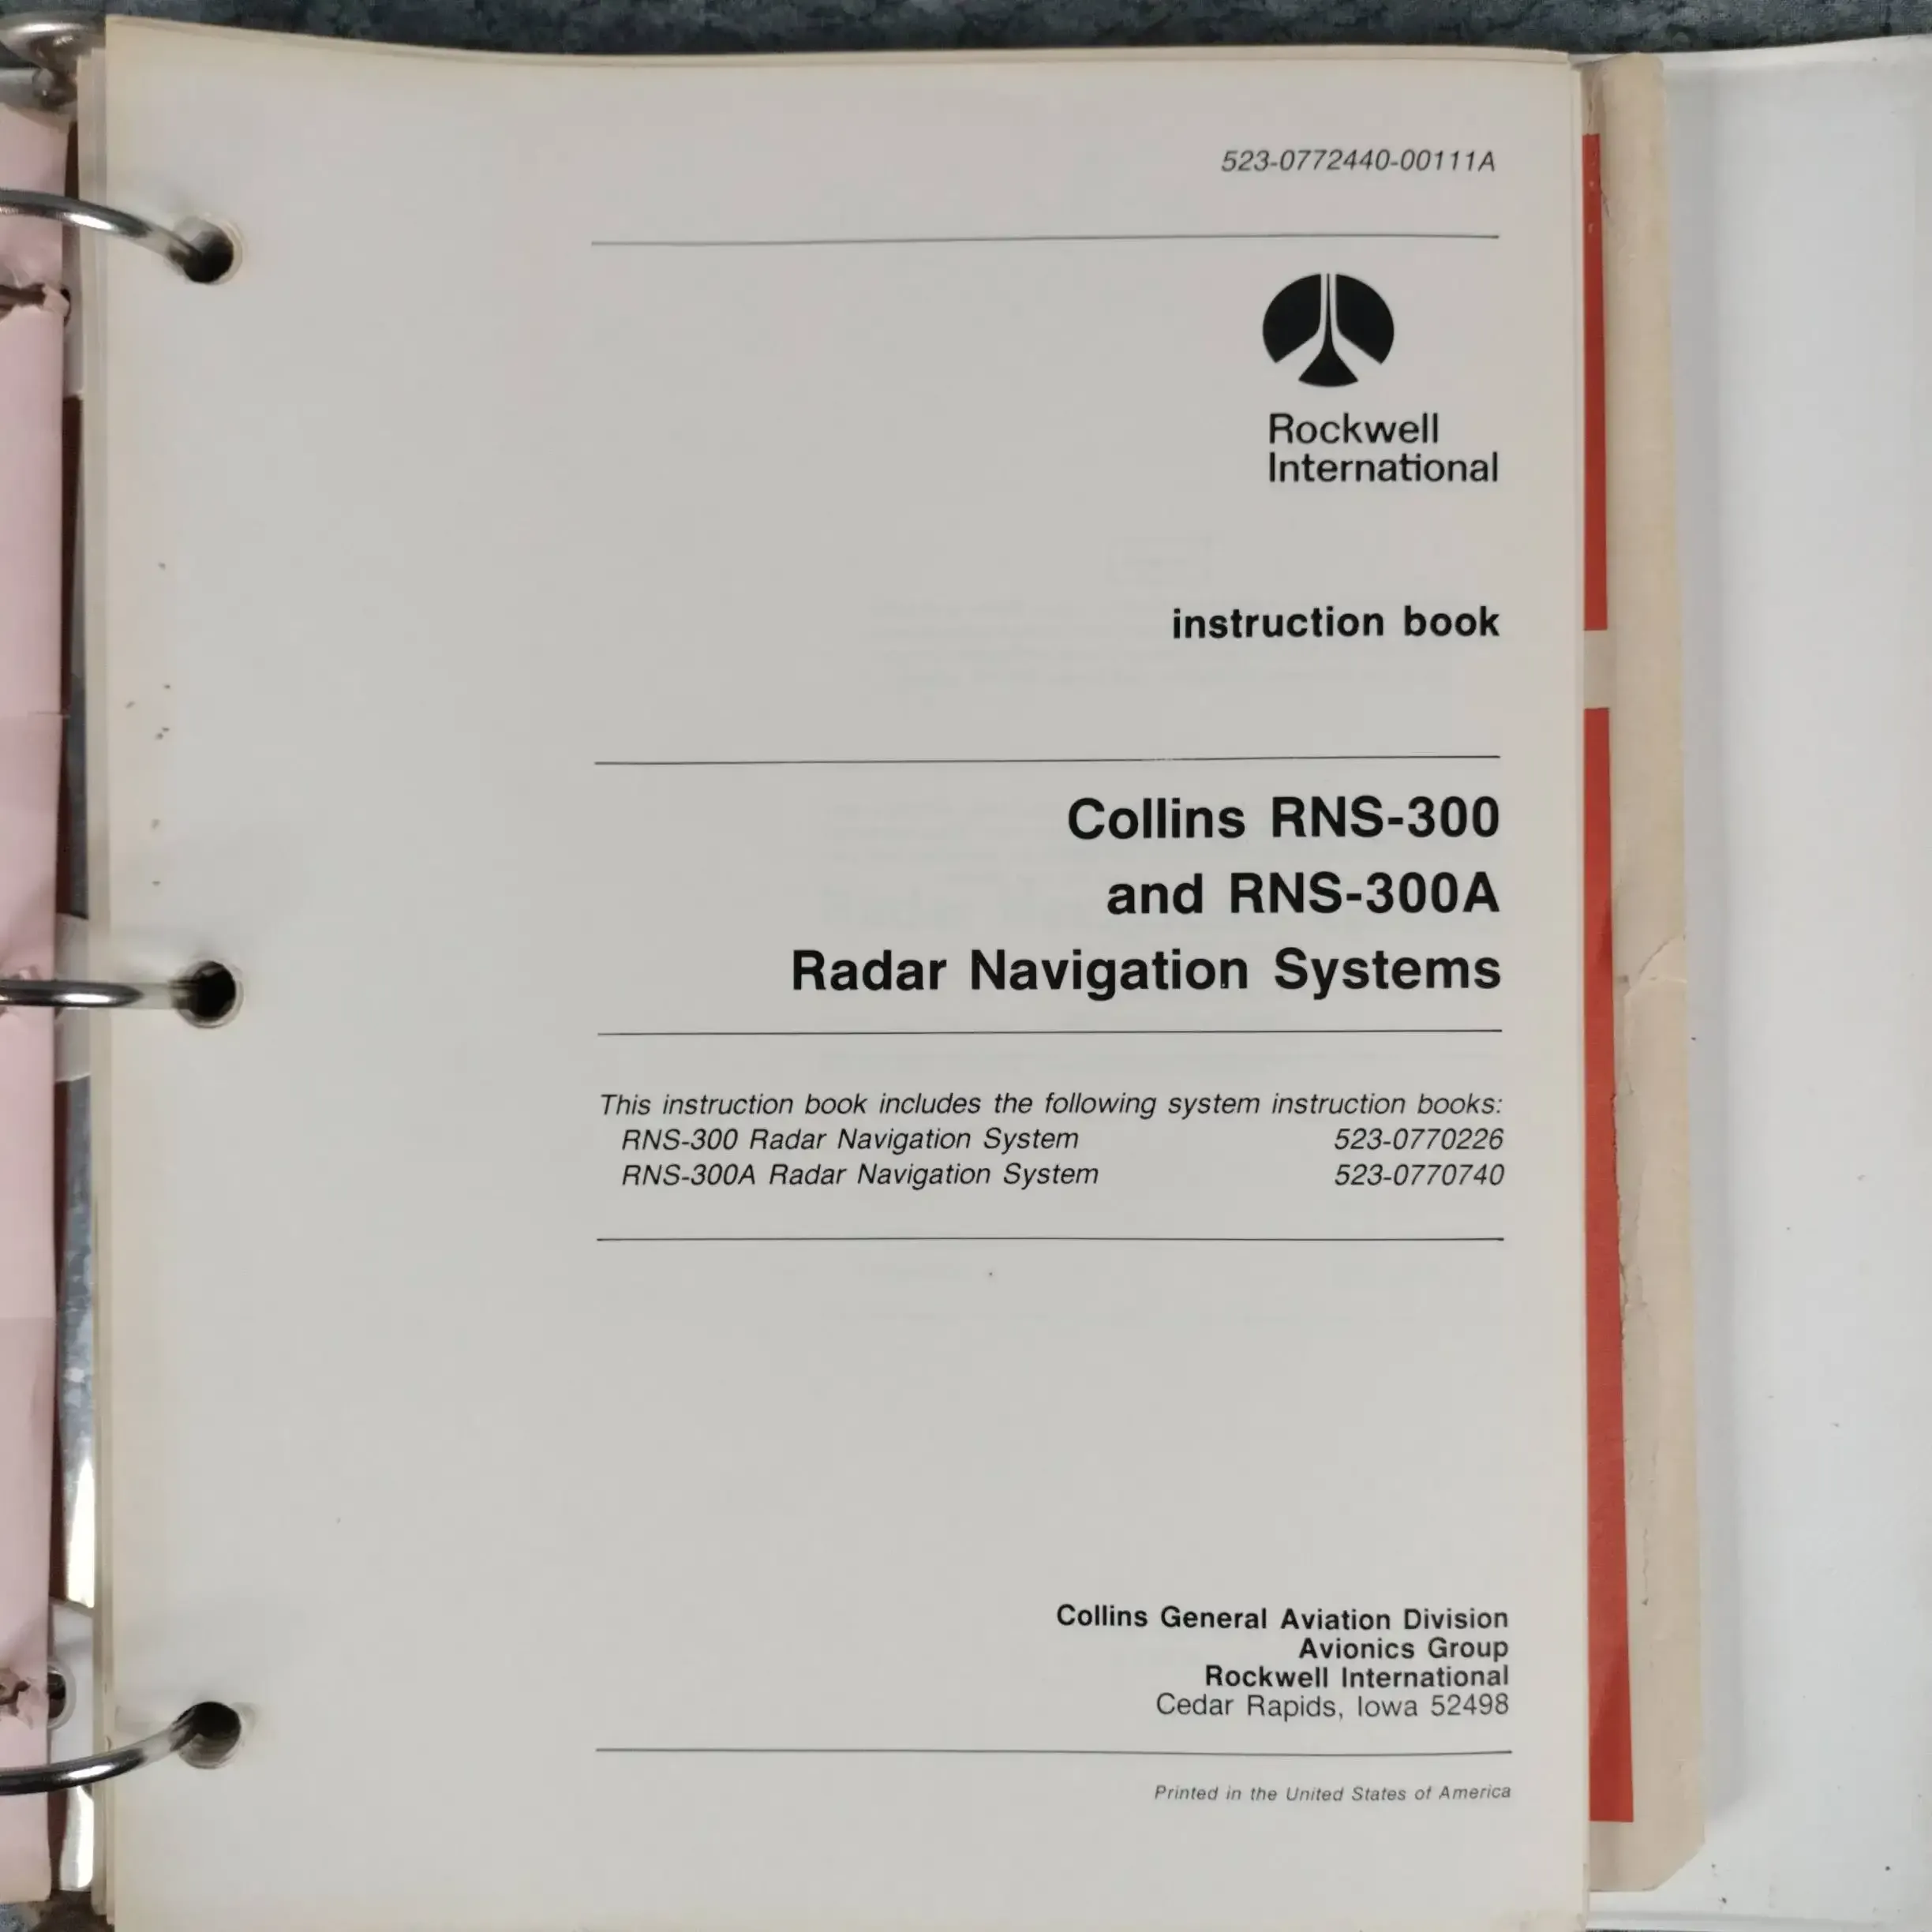 523-0772440-00111A
Rockwell
International
instruction book
Collins RNS-300
and RNS-300A
Radar Navigation Systems
This instruction book includes the following system instruction books:
RNS-300 Radar Navigation System 523-0770226
RNS-300A Radar Navigation System 523-0770740
Collins General Aviation Division
Avionics Group
Rockwell International
Cedar Rapids, Iowa 52498
Printed in the United States of America